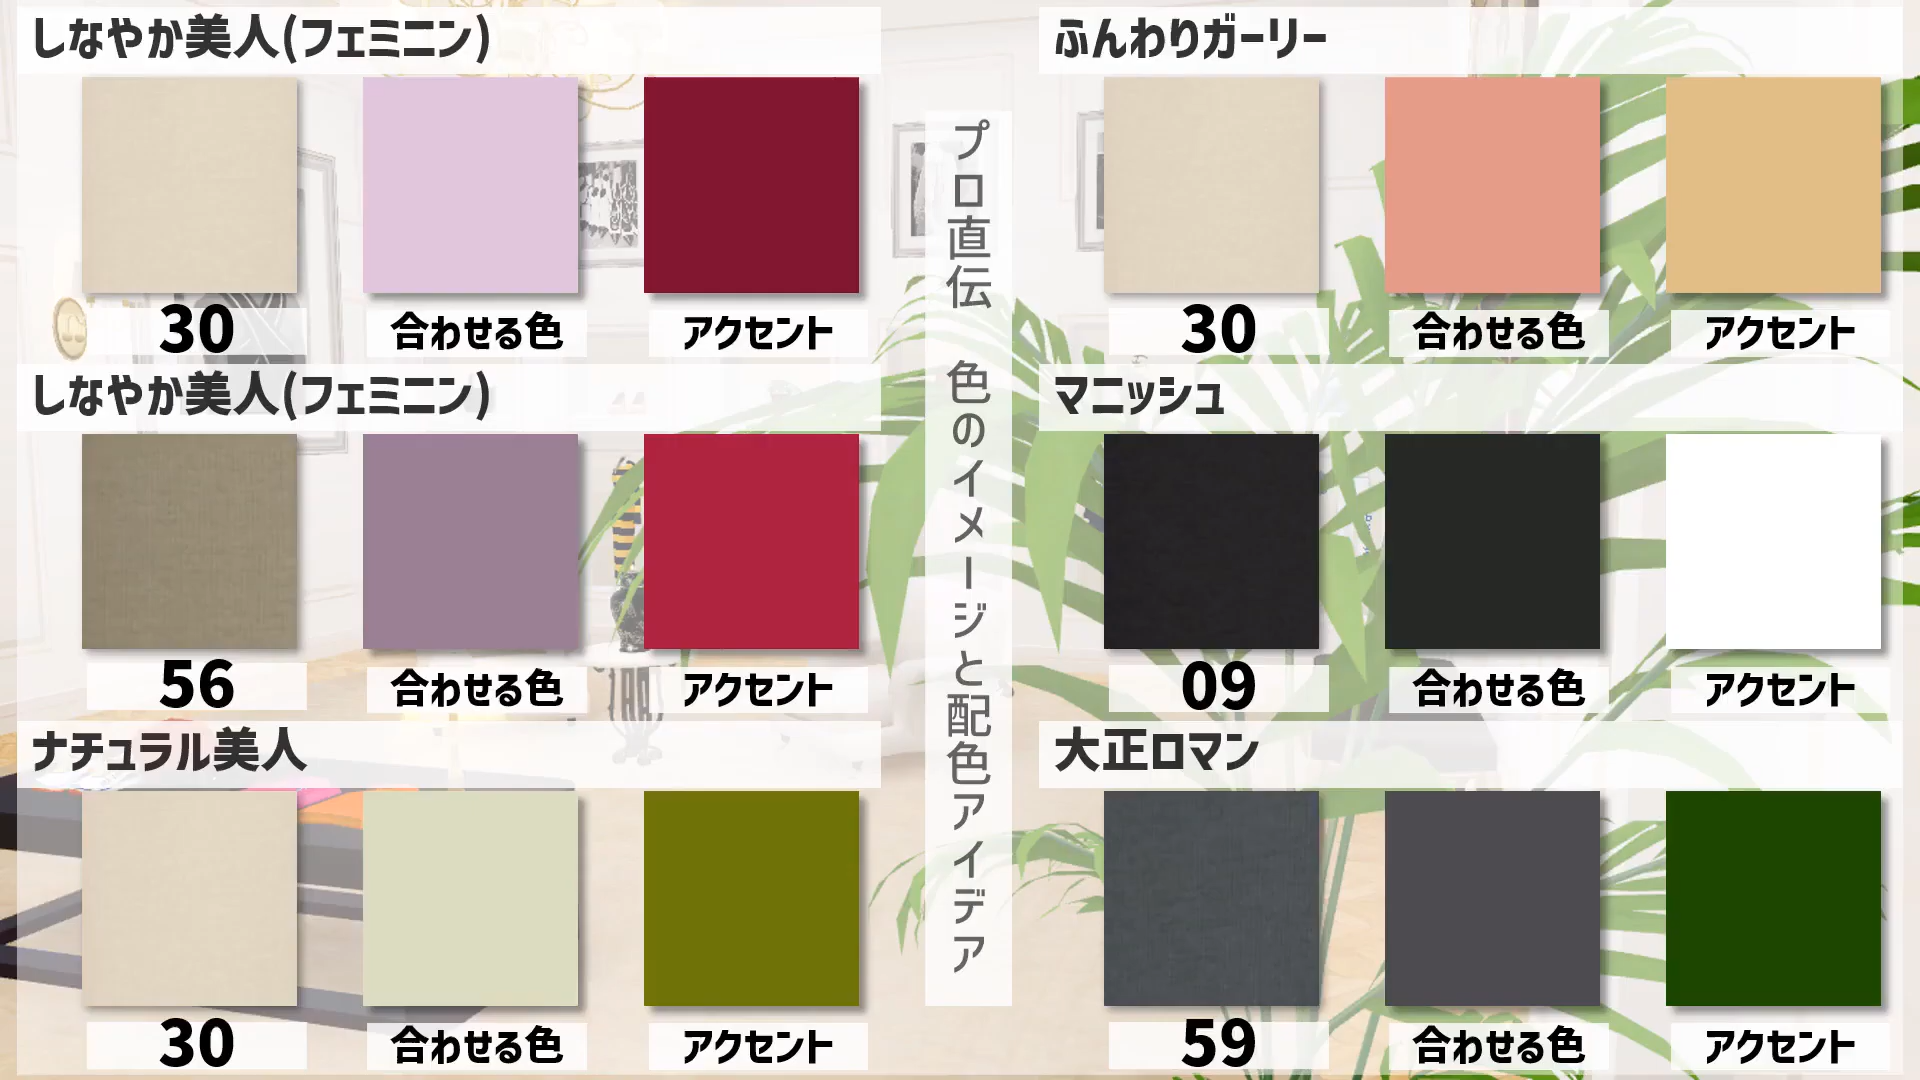 しなやか美人(フェミニン)
30
合わせる色
アクセント
しなやか美人(フェミニン)
56
合わせる色
アクセント
ナチュラル美人
30
合わせる色
アクセント
プロ直伝 色のイメージと配色アイデア
ふんわりガーリー
30
合わせる色
アクセント
マニッシュ
09
合わせる色
アクセント
大正ロマン
59
合わせる色
アクセント